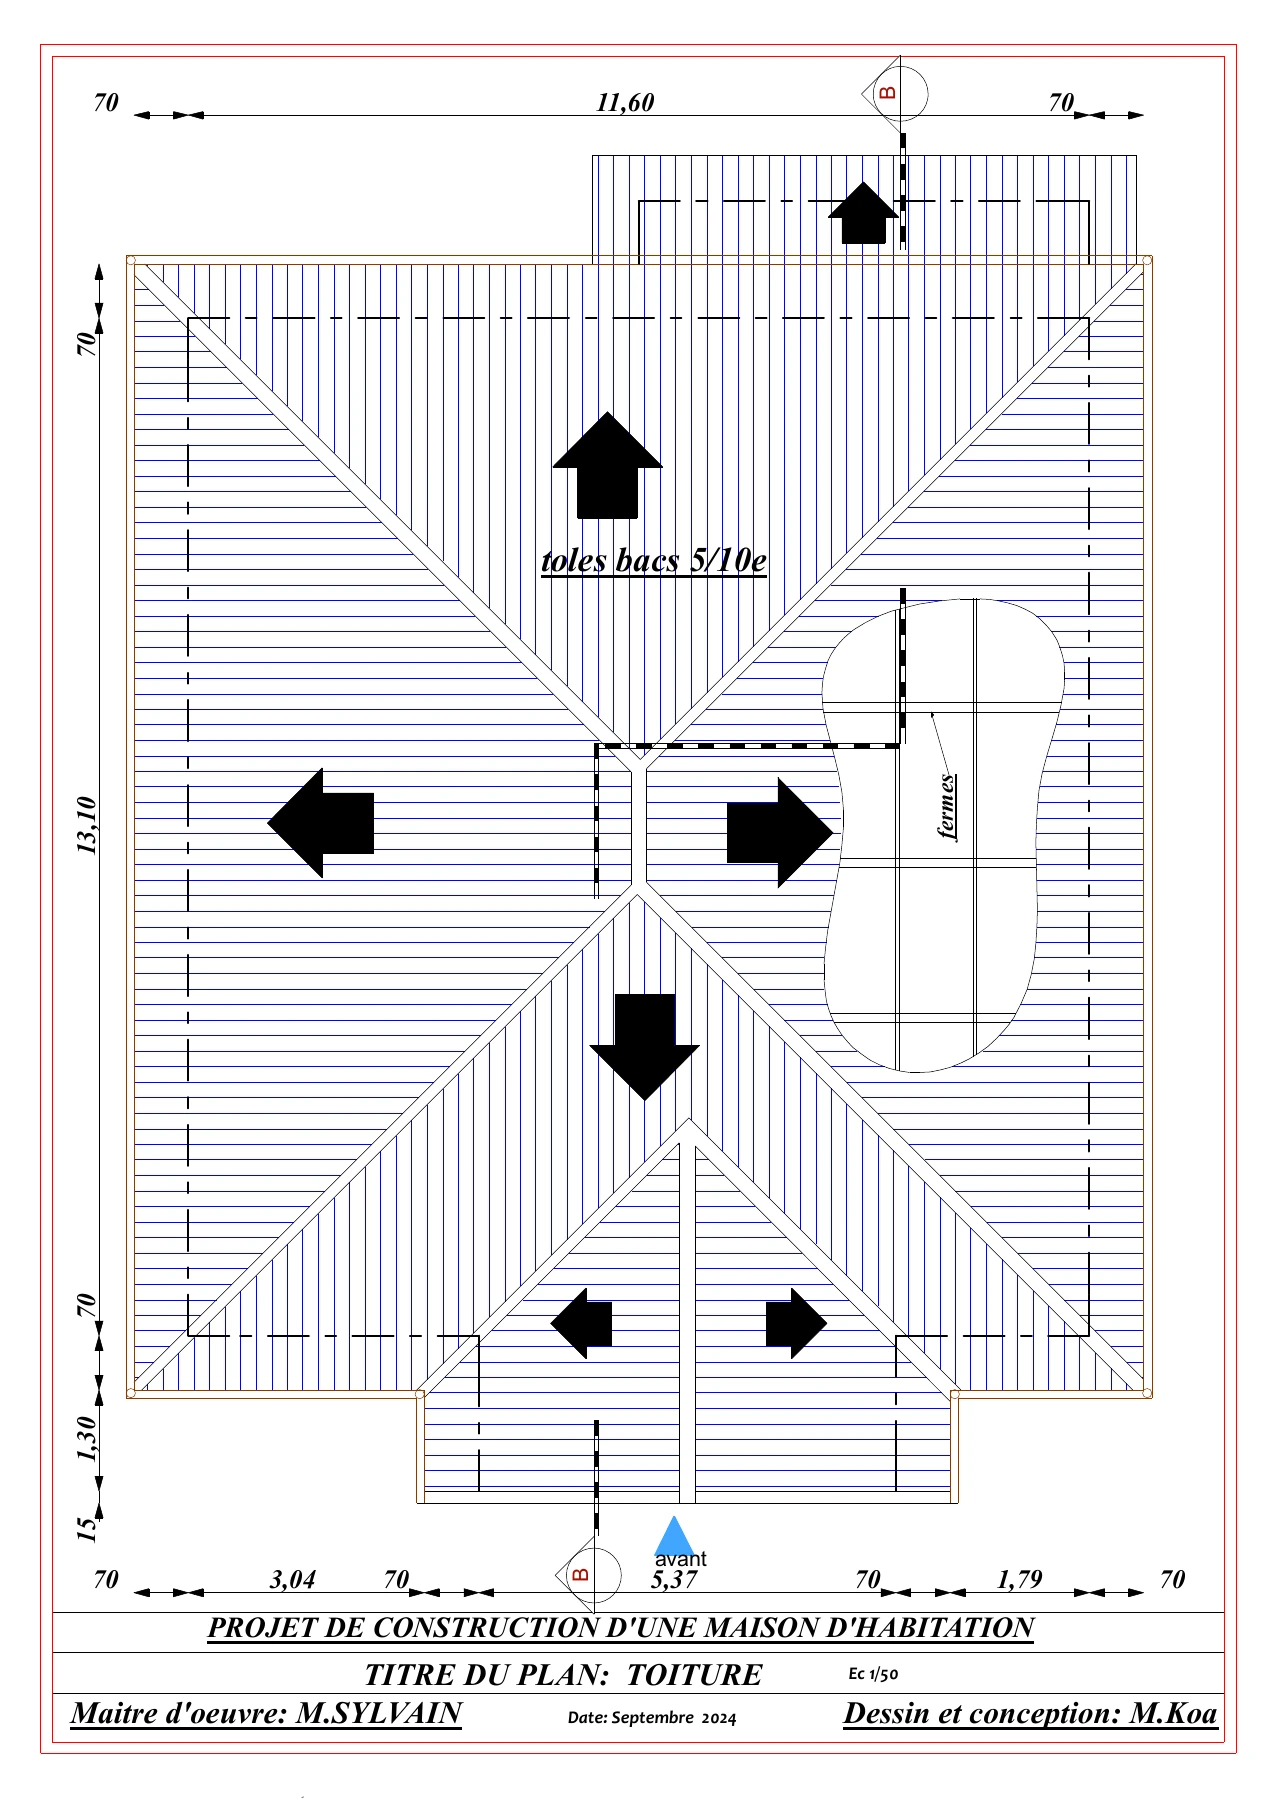 70 11,60 70
B
70
toles bacs 5/10e
fermes
13,10
70
1,30
15
avant
70 3,04 70 B 5,37 70 1,79 70
PROJET DE CONSTRUCTION D'UNE MAISON D'HABITATION
TITRE DU PLAN: TOITURE Ec 1/50
Maitre d'oeuvre: M.SYLVAIN Date: Septembre 2024 Dessin et conception: M.Koa